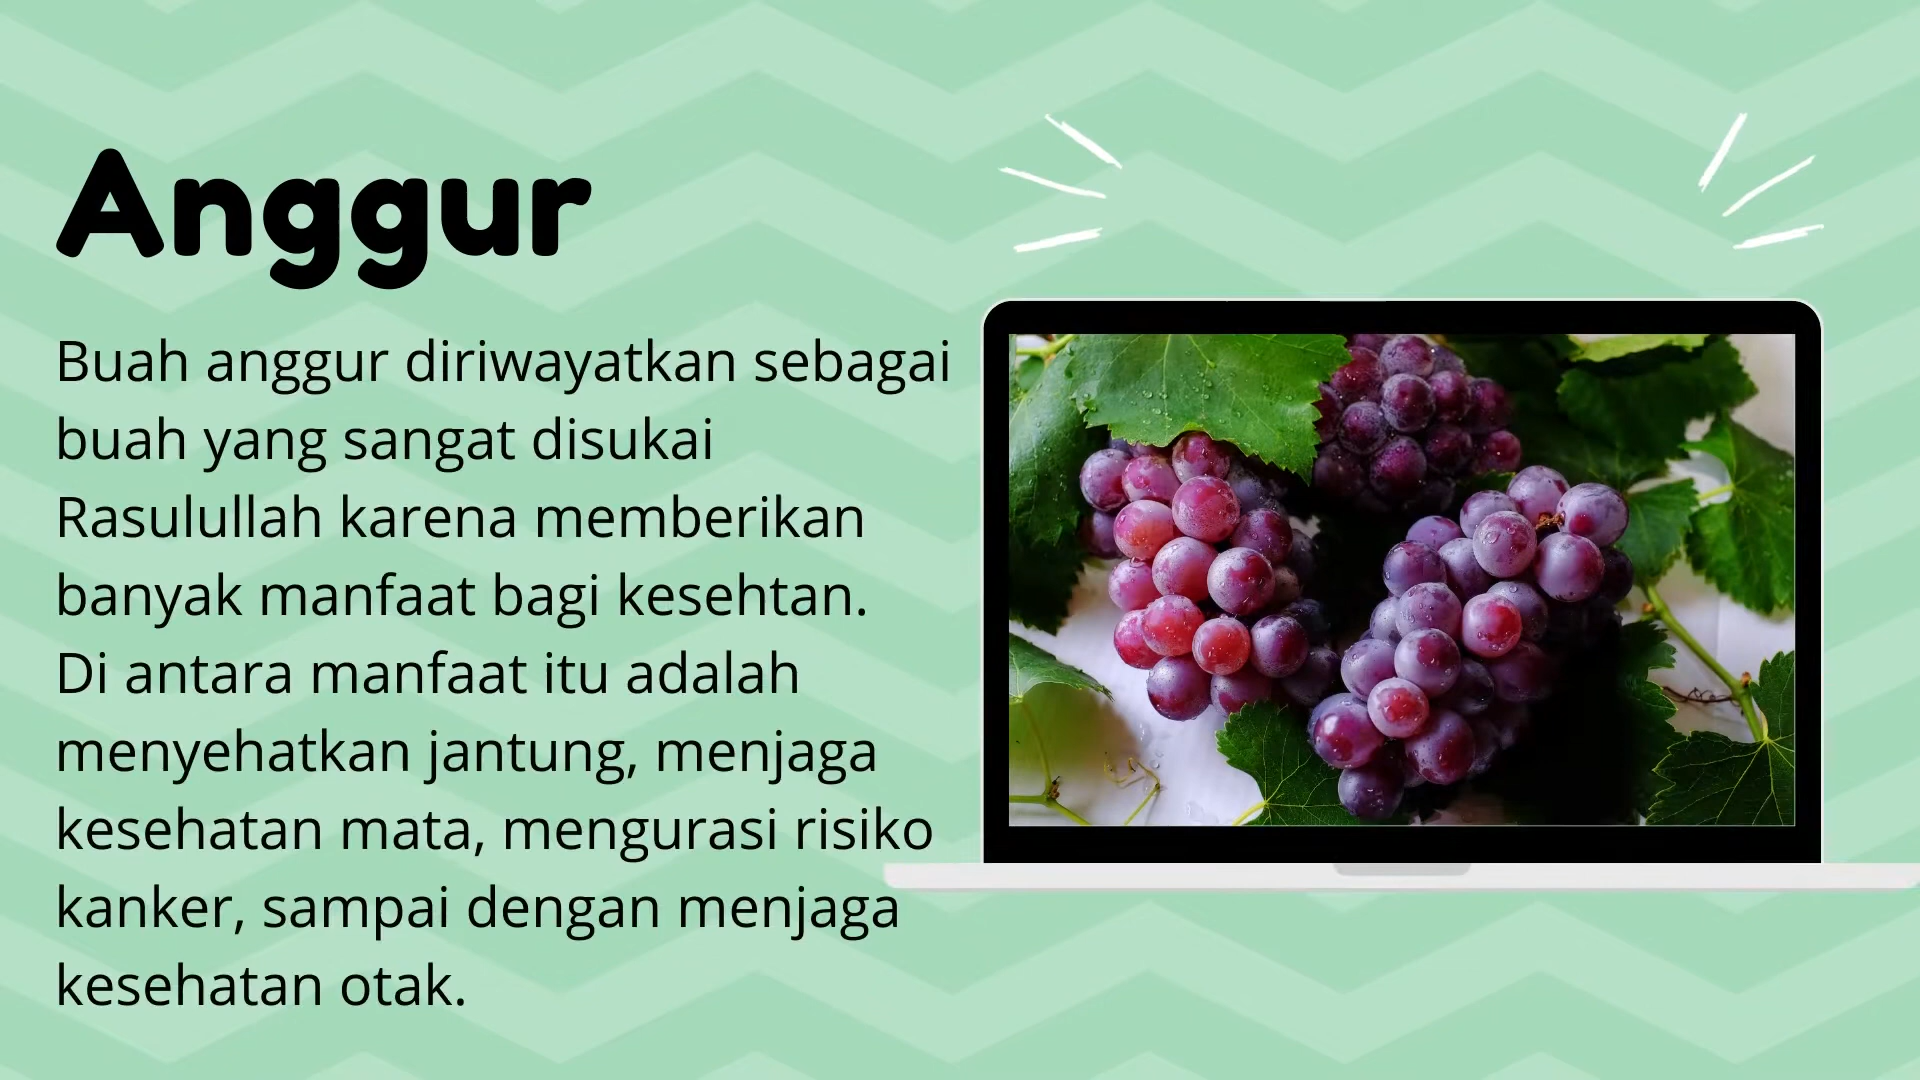 Anggur
Buah anggur diriwayatkan sebagai
buah yang sangat disukai
Rasulullah karena memberikan
banyak manfaat bagi kesehtan.
Di antara manfaat itu adalah
menyehatkan jantung, menjaga
kesehatan mata, mengurasi risiko
kanker, sampai dengan menjaga
kesehatan otak.